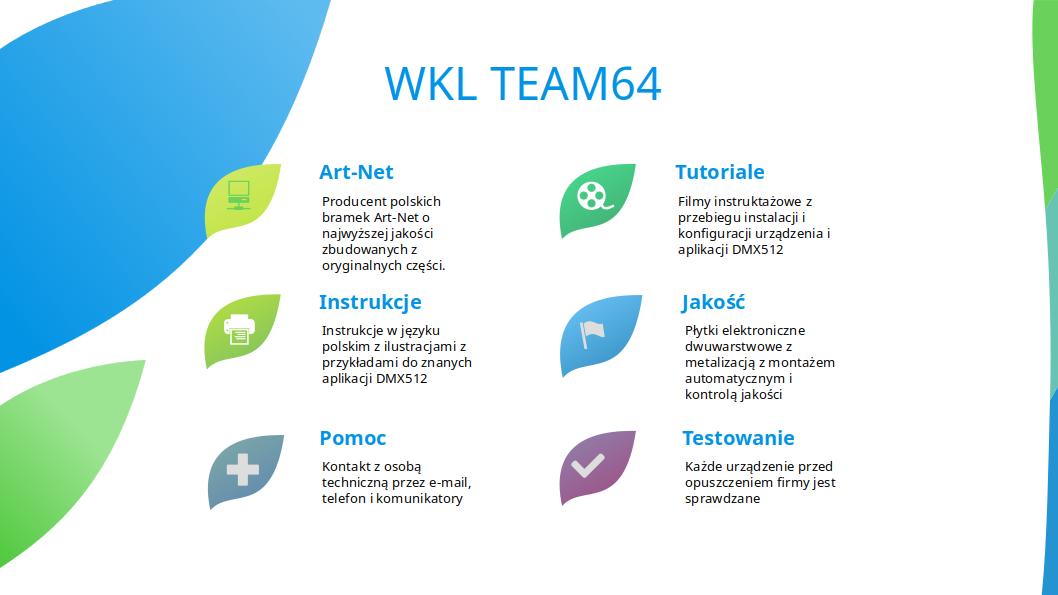 WKL TEAM64
Art-Net
Producent polskich
bramek Art-Net o
najwyższej jakości
zbudowanych z
oryginalnych części.
Tutoriale
Filmy instruktażowe z
przebiegu instalacji i
konfiguracji urządzenia i
aplikacji DMX512
Instrukcje
Instrukcje w języku
polskim z ilustracjami z
przykładami do znanych
aplikacji DMX512
Jakość
Płytki elektroniczne
dwuwarstwowe z
metalizacją z montażem
automatycznym i
kontrolą jakości
Pomoc
Kontakt z osobą
techniczną przez e-mail,
telefon i komunikatory
Testowanie
Każde urządzenie przed
opuszczeniem firmy jest
sprawdzane